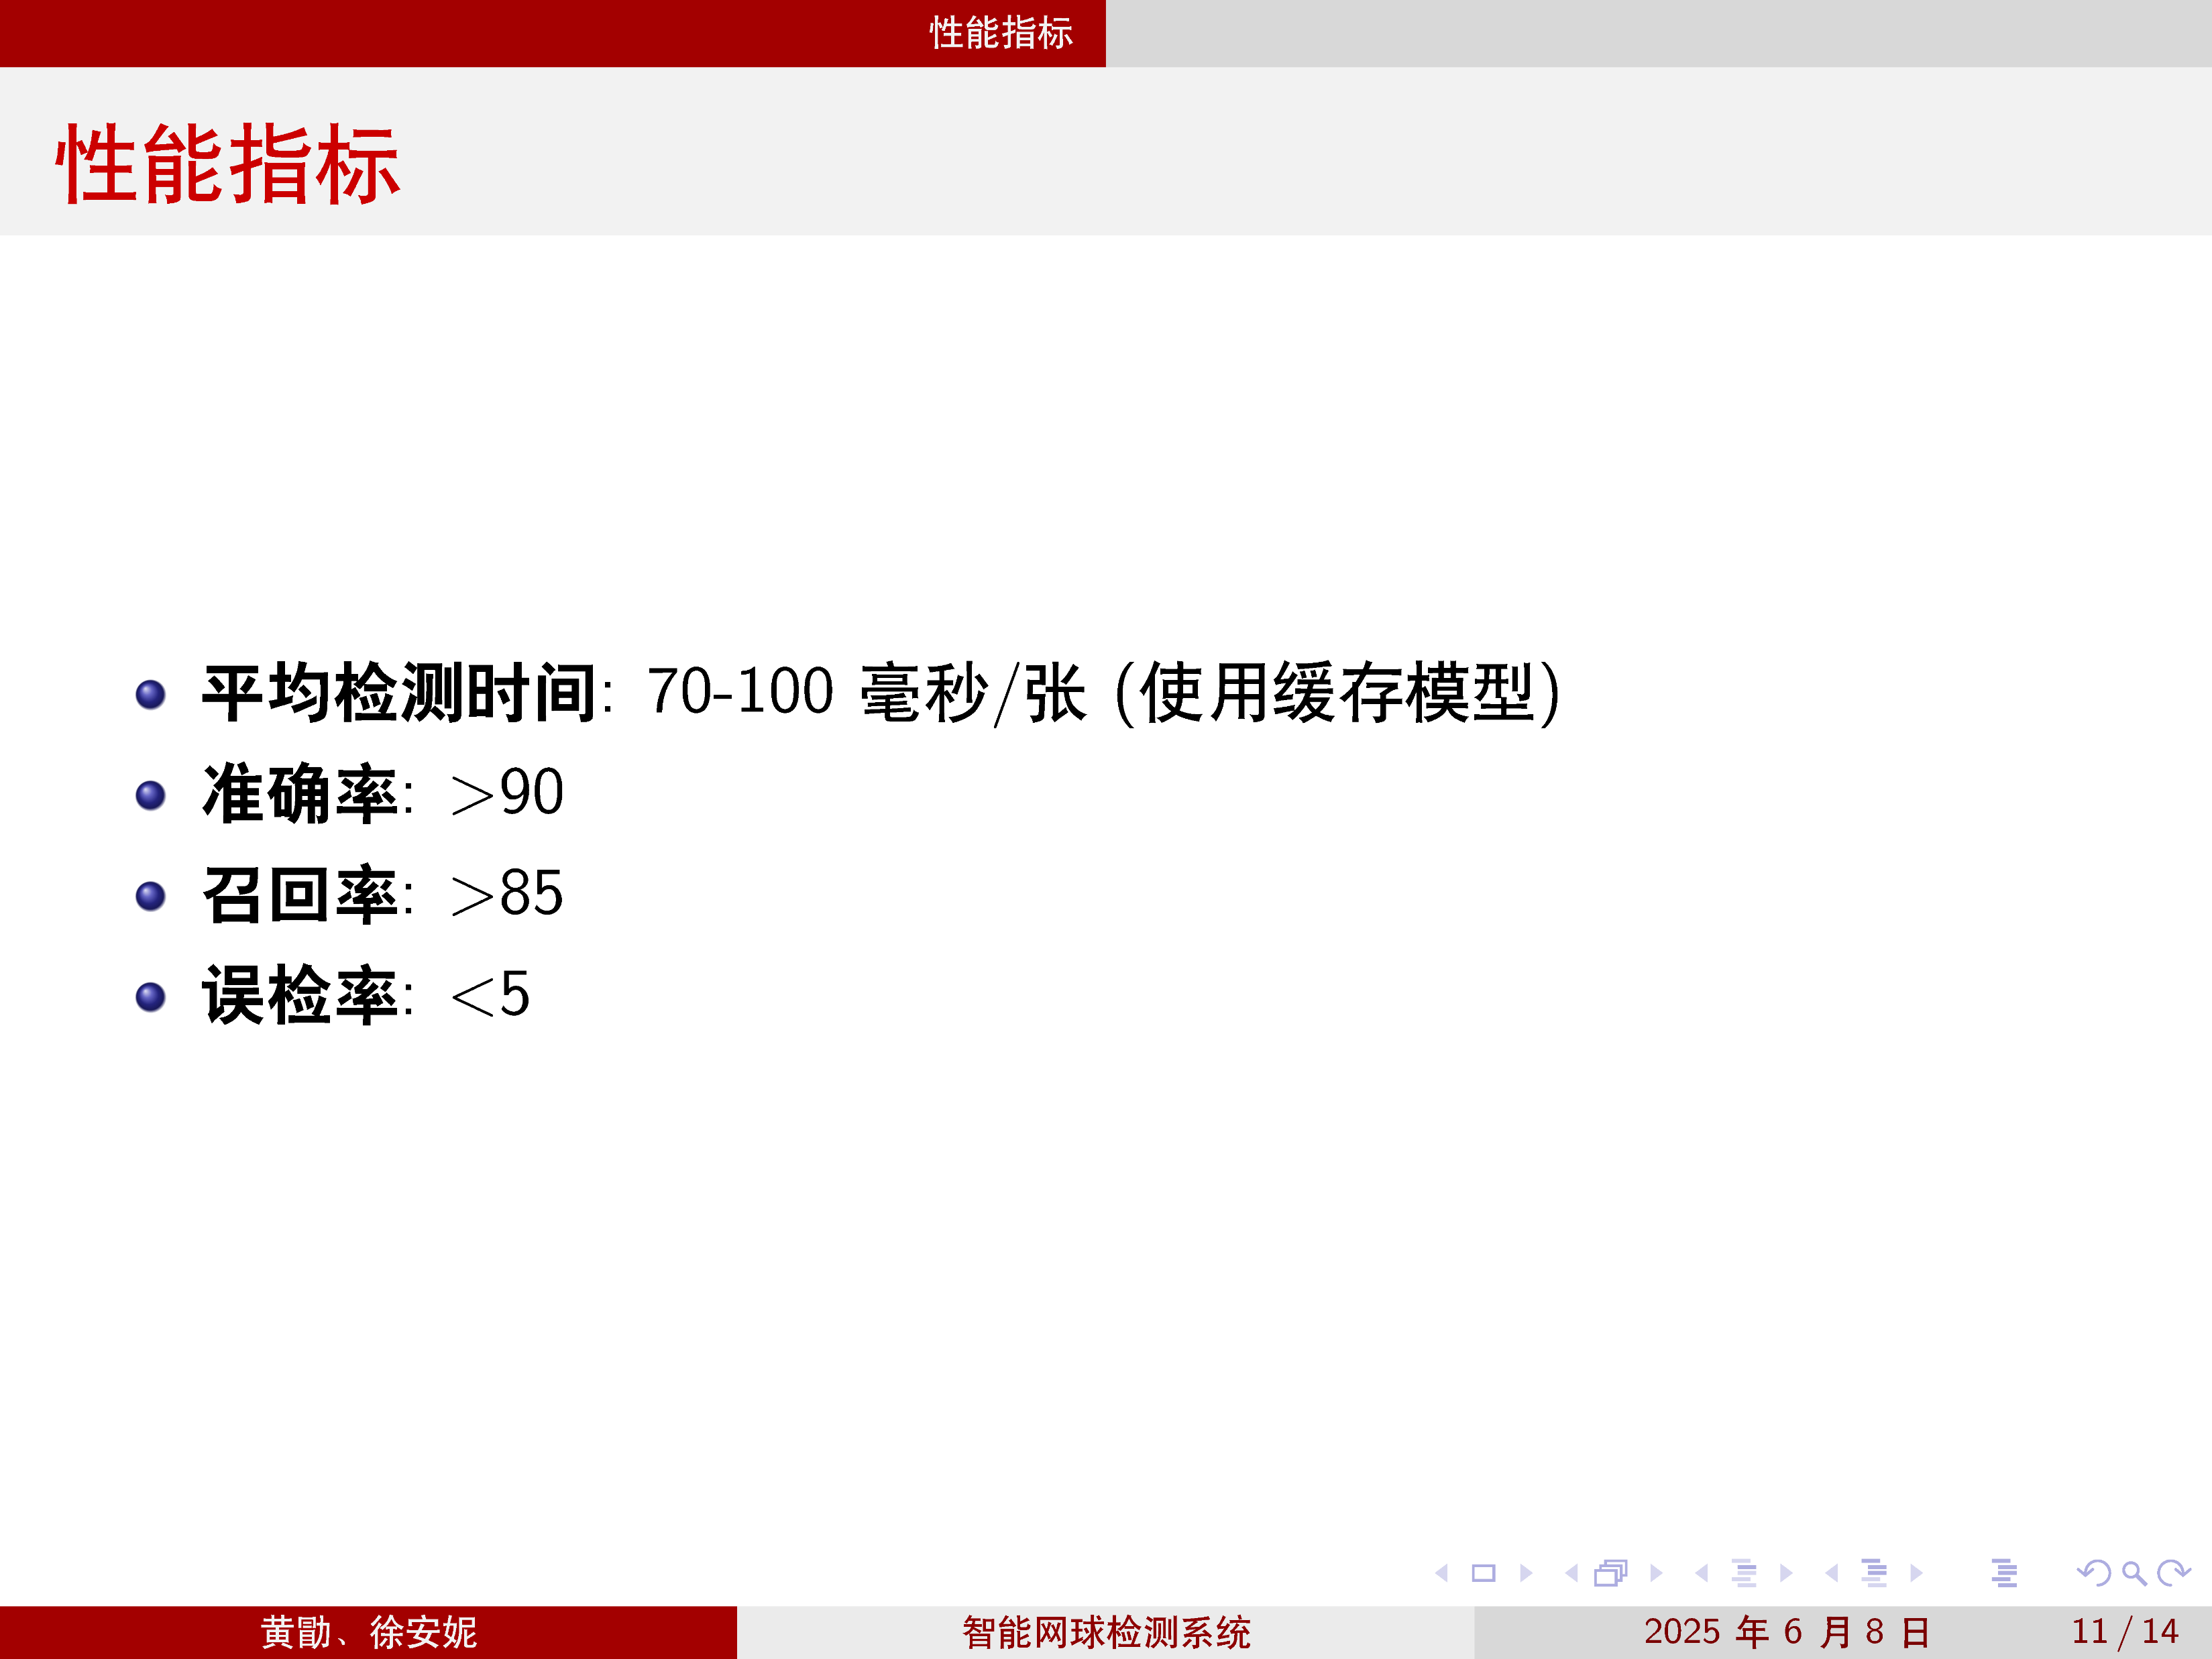 性能指标
性能指标
平均检测时间: 70-100 毫秒/张 (使用缓存模型)
准确率: >90
召回率: >85
误检率: <5
黄勖、徐安妮 智能网球检测系统 2025 年 6 月 8 日 11 / 14